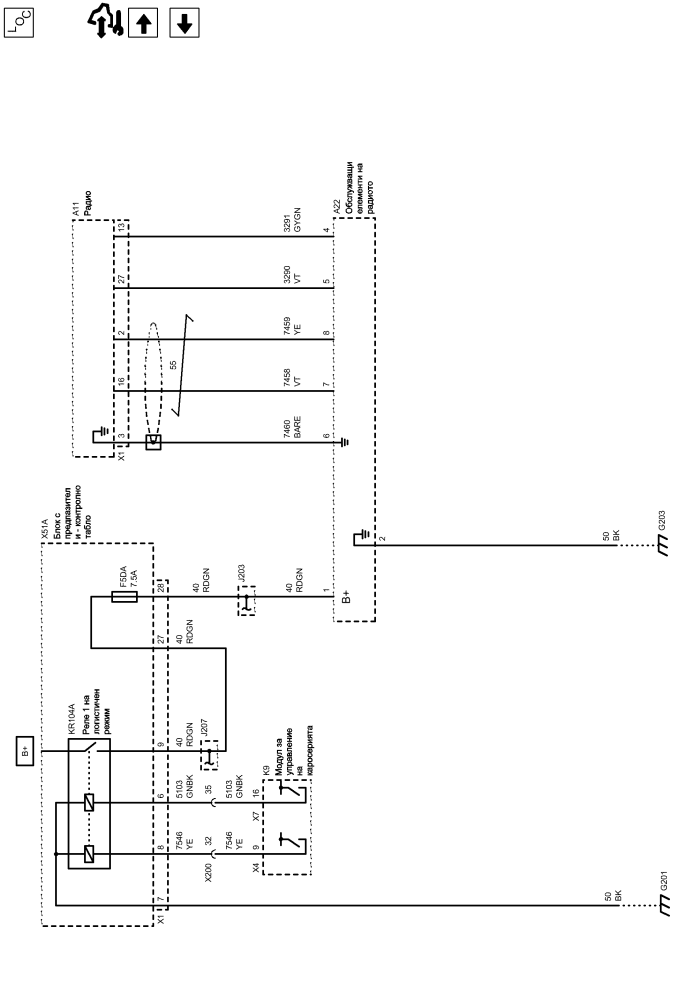 LOC
A11
Радио
13
27
2
16
3
X1
55
3291
GYGN
3290
VT
7459
YE
7458
VT
7460
BARE
4
5
8
7
6
A22
Обслужващи
елементи на
радиото
X51A
Блок с
предпазител
и - контролно
табло
F5DA
7.5A
28
27
40
RDGN
J203
40
RDGN
40
RDGN
1
B+
2
50
BK
G203
B+
KR104A
Реле 1 на
логистичен
режим
9
40
RDGN
J207
6
5103
GNBK
35
5103
GNBK
16
X7
K9
Модул за
управление
на
каросерията
8
7546
YE
32
X200
7546
YE
9
X4
7
X1
50
BK
G201